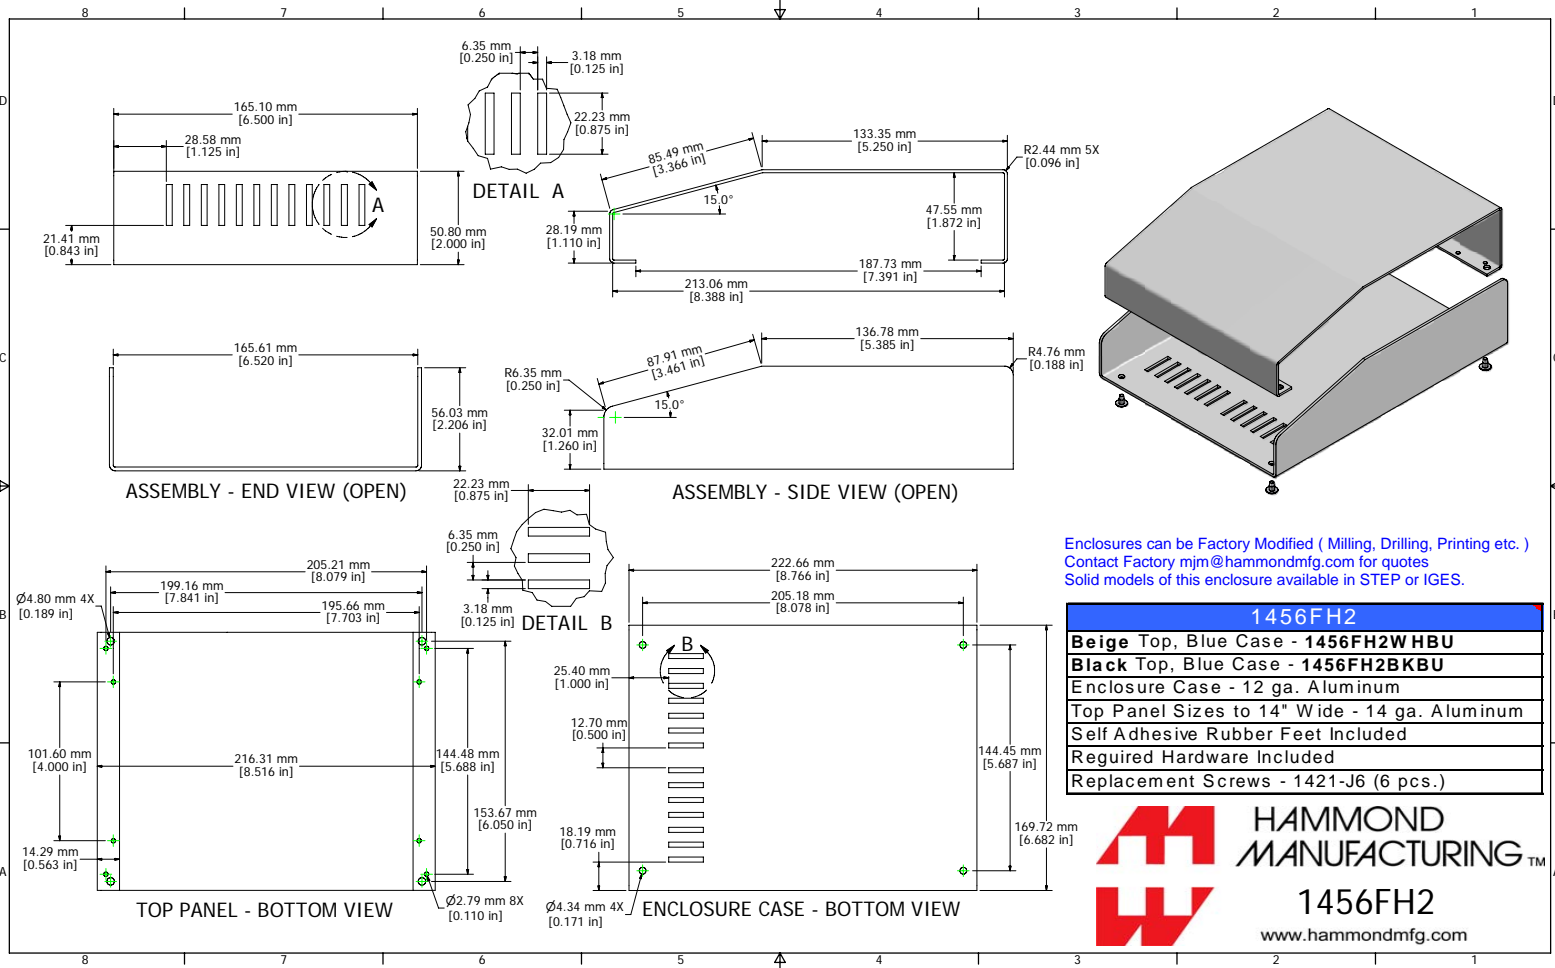 8 7 6 5 4 3 2 1
D
C
B
A
165.10 mm
[6.500 in]
28.58 mm
[1.125 in]
21.41 mm
[0.843 in]
50.80 mm
[2.000 in]
A
6.35 mm
[0.250 in]
3.18 mm
[0.125 in]
22.23 mm
[0.875 in]
DETAIL A
85.49 mm
[3.366 in]
133.35 mm
[5.250 in]
R2.44 mm 5X
[0.096 in]
15.0°
28.19 mm
[1.110 in]
47.55 mm
[1.872 in]
187.73 mm
[7.391 in]
213.06 mm
[8.388 in]
165.61 mm
[6.520 in]
56.03 mm
[2.206 in]
ASSEMBLY - END VIEW (OPEN)
87.91 mm
[3.461 in]
136.78 mm
[5.385 in]
R6.35 mm
[0.250 in]
R4.76 mm
[0.188 in]
15.0°
32.01 mm
[1.260 in]
ASSEMBLY - SIDE VIEW (OPEN)
22.23 mm
[0.875 in]
6.35 mm
[0.250 in]
3.18 mm
[0.125 in]
DETAIL B
205.21 mm
[8.079 in]
199.16 mm
[7.841 in]
195.66 mm
[7.703 in]
Ø4.80 mm 4X
[0.189 in]
101.60 mm
[4.000 in]
216.31 mm
[8.516 in]
144.48 mm
[5.688 in]
153.67 mm
[6.050 in]
14.29 mm
[0.563 in]
Ø2.79 mm 8X
[0.110 in]
TOP PANEL - BOTTOM VIEW
222.66 mm
[8.766 in]
205.18 mm
[8.078 in]
B
25.40 mm
[1.000 in]
12.70 mm
[0.500 in]
144.45 mm
[5.687 in]
18.19 mm
[0.716 in]
169.72 mm
[6.682 in]
Ø4.34 mm 4X
[0.171 in]
ENCLOSURE CASE - BOTTOM VIEW
Enclosures can be Factory Modified ( Milling, Drilling, Printing etc. )
Contact Factory mjm@hammondmfg.com for quotes
Solid models of this enclosure available in STEP or IGES.
1456FH2
Beige Top, Blue Case - 1456FH2WHBU
Black Top, Blue Case - 1456FH2BKBU
Enclosure Case - 12 ga. Aluminum
Top Panel Sizes to 14" Wide - 14 ga. Aluminum
Self Adhesive Rubber Feet Included
Reguired Hardware Included
Replacement Screws - 1421-J6 (6 pcs.)
HAMMOND
MANUFACTURING TM
1456FH2
www.hammondmfg.com
8 7 6 5 4 3 2 1